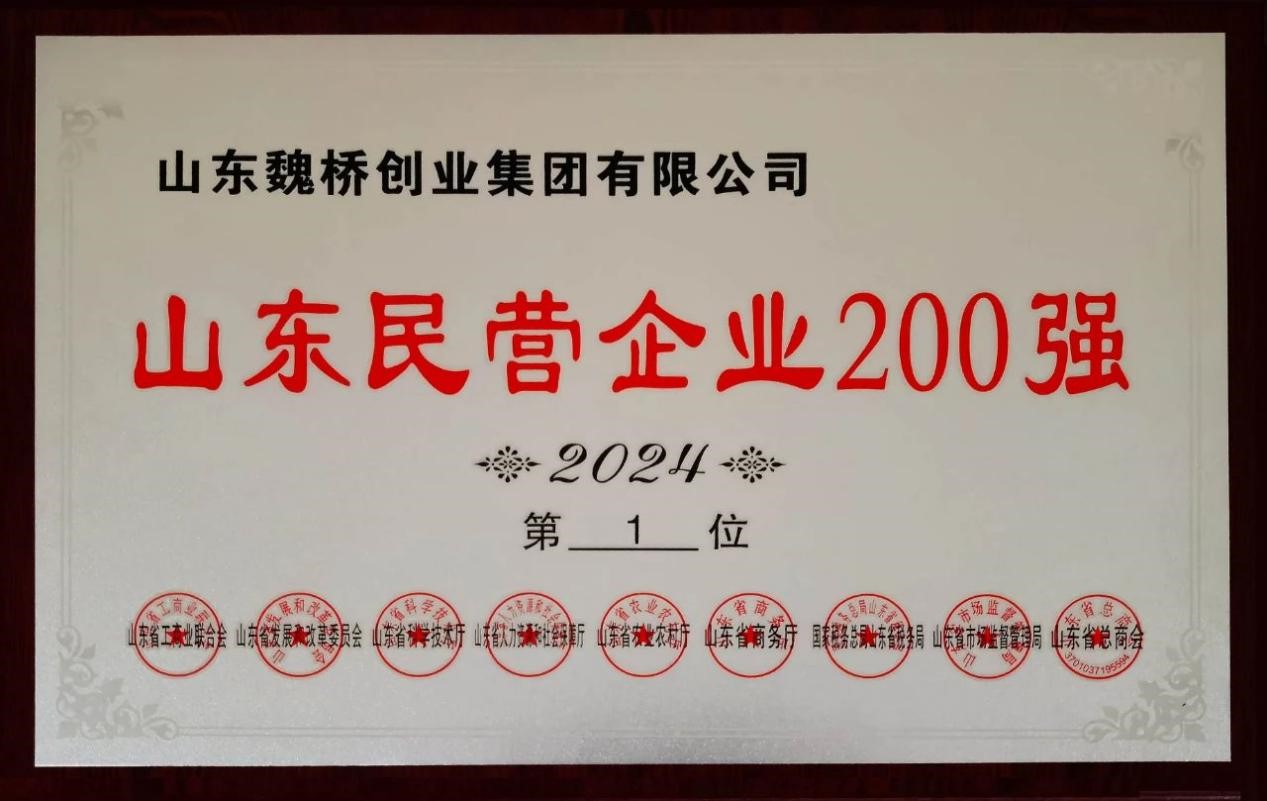 山东魏桥创业集团有限公司
山东民营企业200强
2024
第 1 位
山东省工商业联合会 山东省发展和改革委员会 山东省科学技术厅 山东省人力资源和社会保障厅 山东省农业农村厅 山东省商务厅 国家税务总局山东省税务局 山东省市场监督管理局 山东省总商会
3701037195594